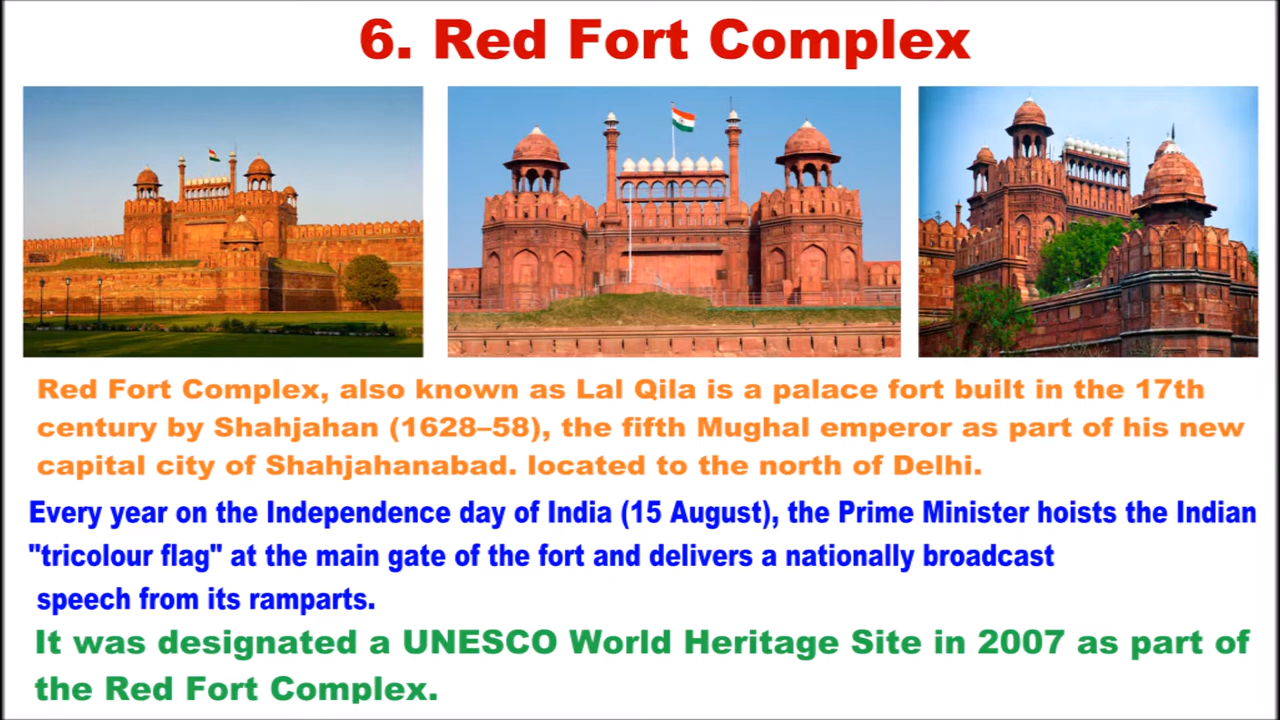 6. Red Fort Complex
Red Fort Complex, also known as Lal Qila is a palace fort built in the 17th
century by Shahjahan (1628–58), the fifth Mughal emperor as part of his new
capital city of Shahjahanabad. located to the north of Delhi.
Every year on the Independence day of India (15 August), the Prime Minister hoists the Indian
"tricolour flag" at the main gate of the fort and delivers a nationally broadcast
speech from its ramparts.
It was designated a UNESCO World Heritage Site in 2007 as part of
the Red Fort Complex.